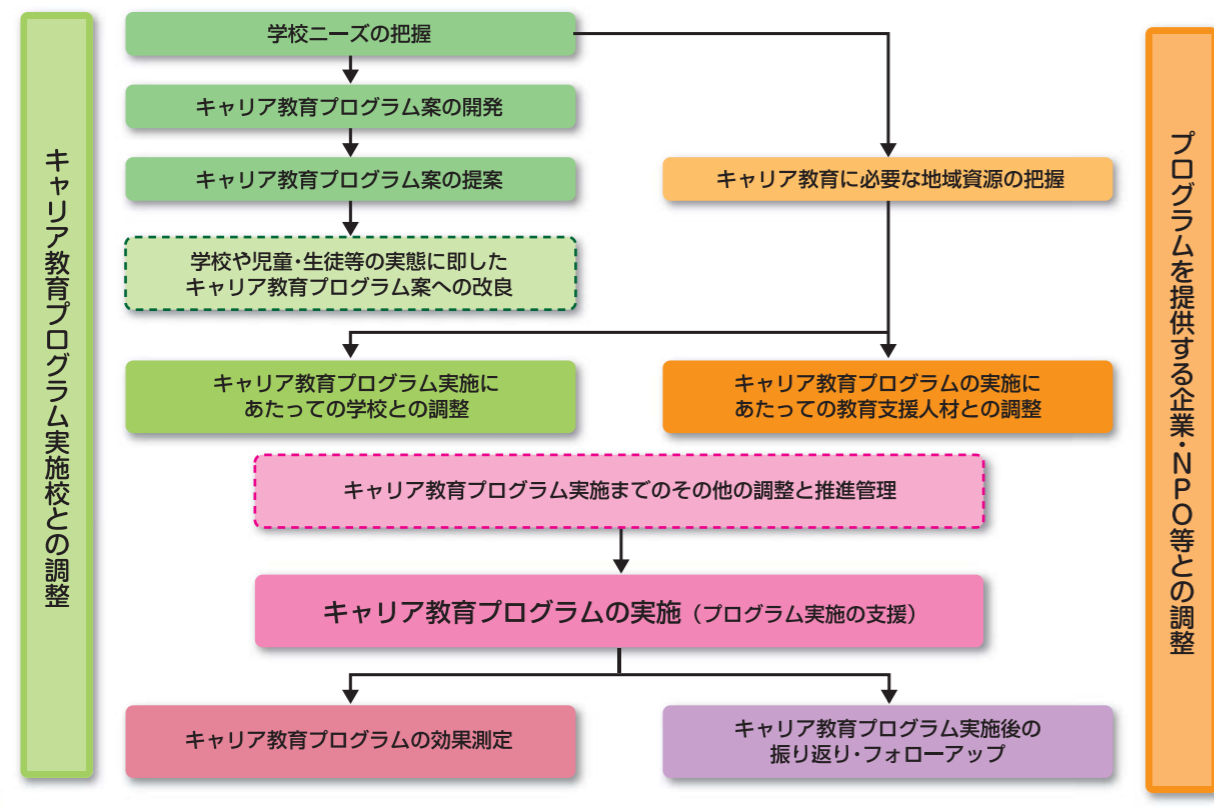 キャリア教育プログラム実施校との調整
学校ニーズの把握
キャリア教育プログラム案の開発
キャリア教育プログラム案の提案
キャリア教育に必要な地域資源の把握
学校や児童・生徒等の実態に即した
キャリア教育プログラム案への改良
キャリア教育プログラム実施に
あたっての学校との調整
キャリア教育プログラムの実施に
あたっての教育支援人材との調整
キャリア教育プログラム実施までのその他の調整と推進管理
キャリア教育プログラムの実施（プログラム実施の支援）
キャリア教育プログラムの効果測定
キャリア教育プログラム実施後の
振り返り・フォローアップ
プログラムを提供する企業・NPO等との調整